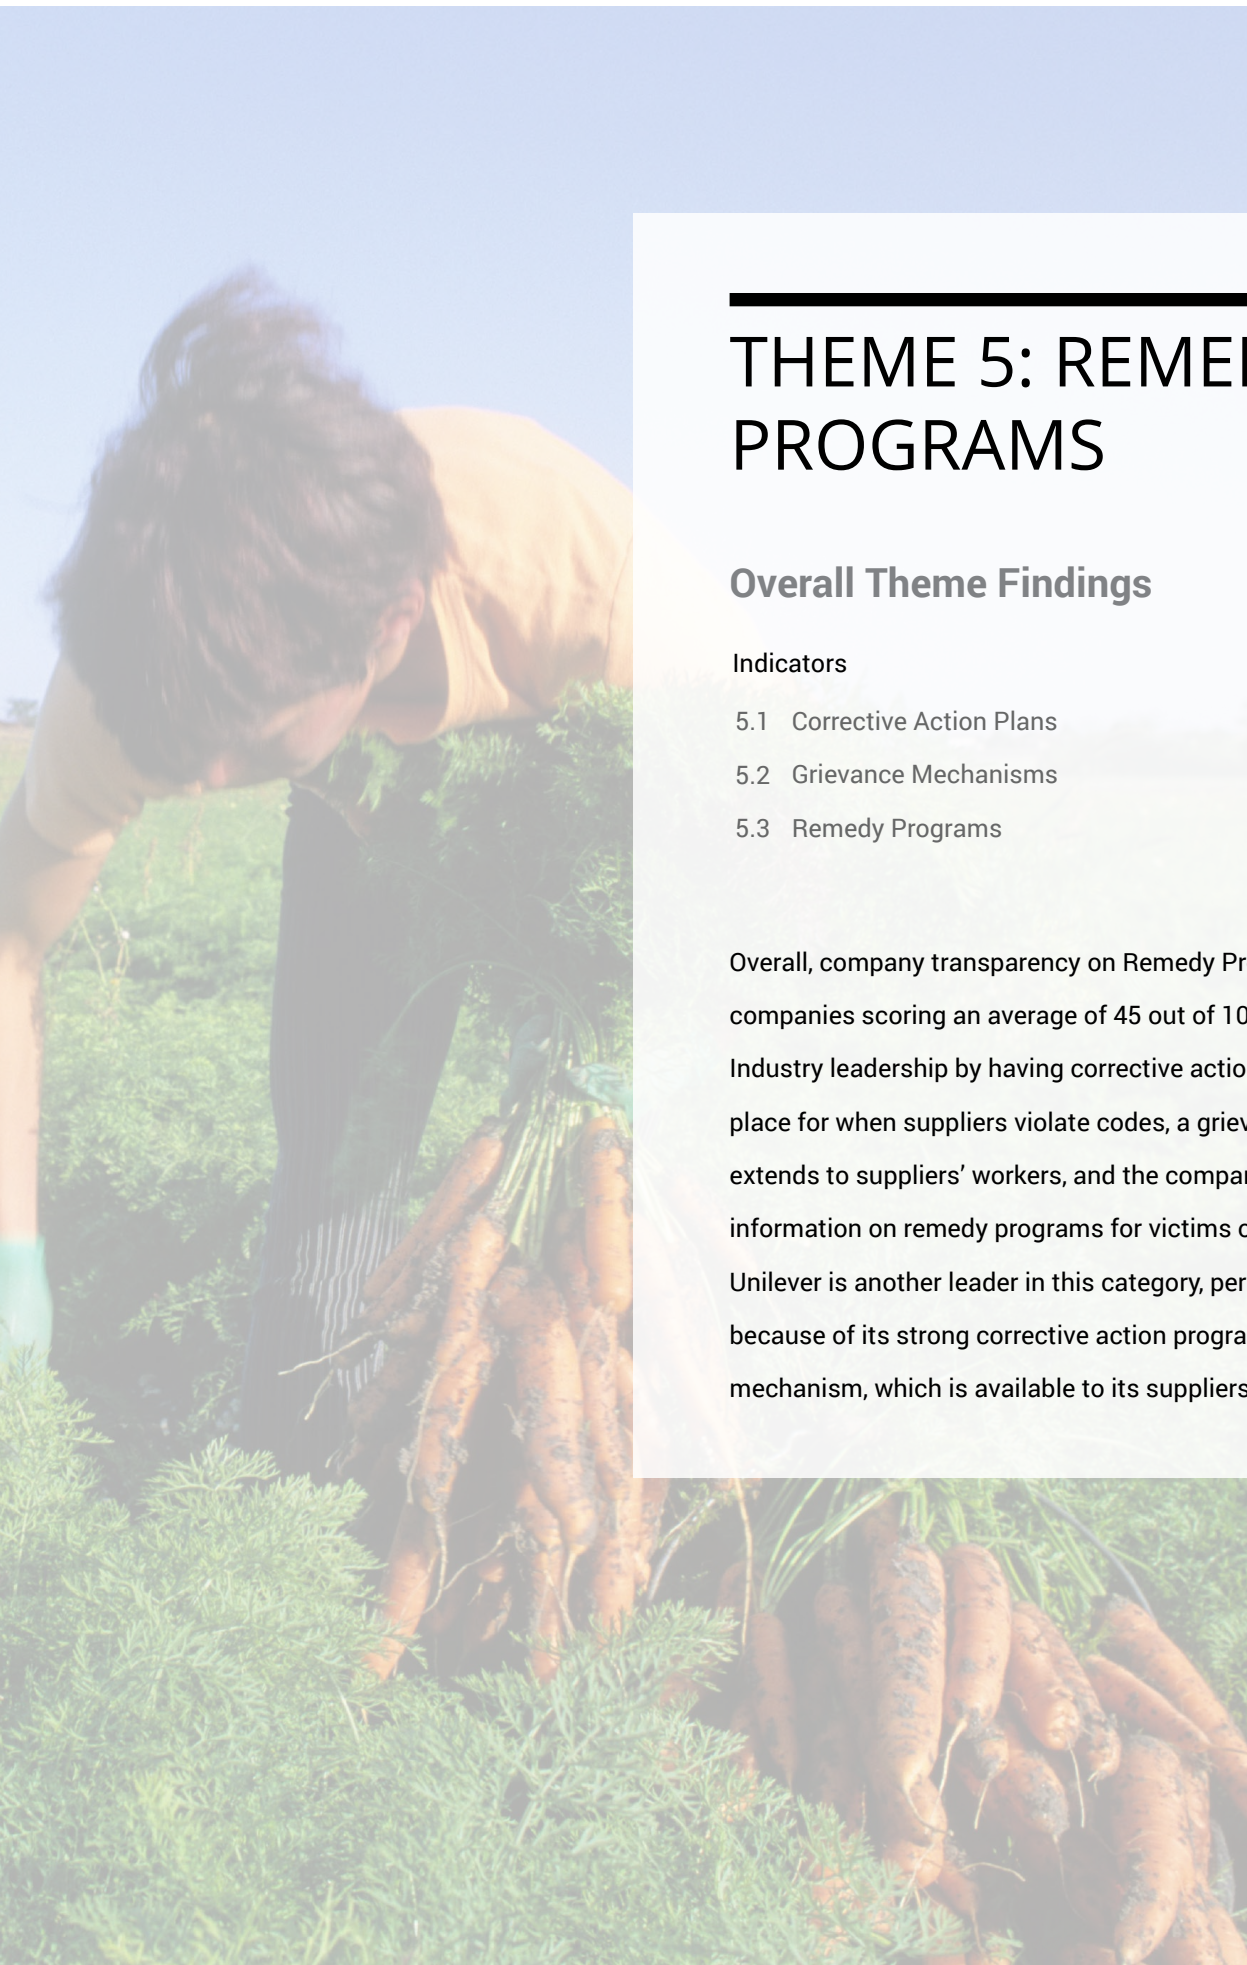 THEME 5: REME
PROGRAMS
Overall Theme Findings
Indicators
5.1 Corrective Action Plans
5.2 Grievance Mechanisms
5.3 Remedy Programs
Overall, company transparency on Remedy Pr
companies scoring an average of 45 out of 10
Industry leadership by having corrective actio
place for when suppliers violate codes, a griev
extends to suppliers’ workers, and the compan
information on remedy programs for victims o
Unilever is another leader in this category, per
because of its strong corrective action progra
mechanism, which is available to its suppliers